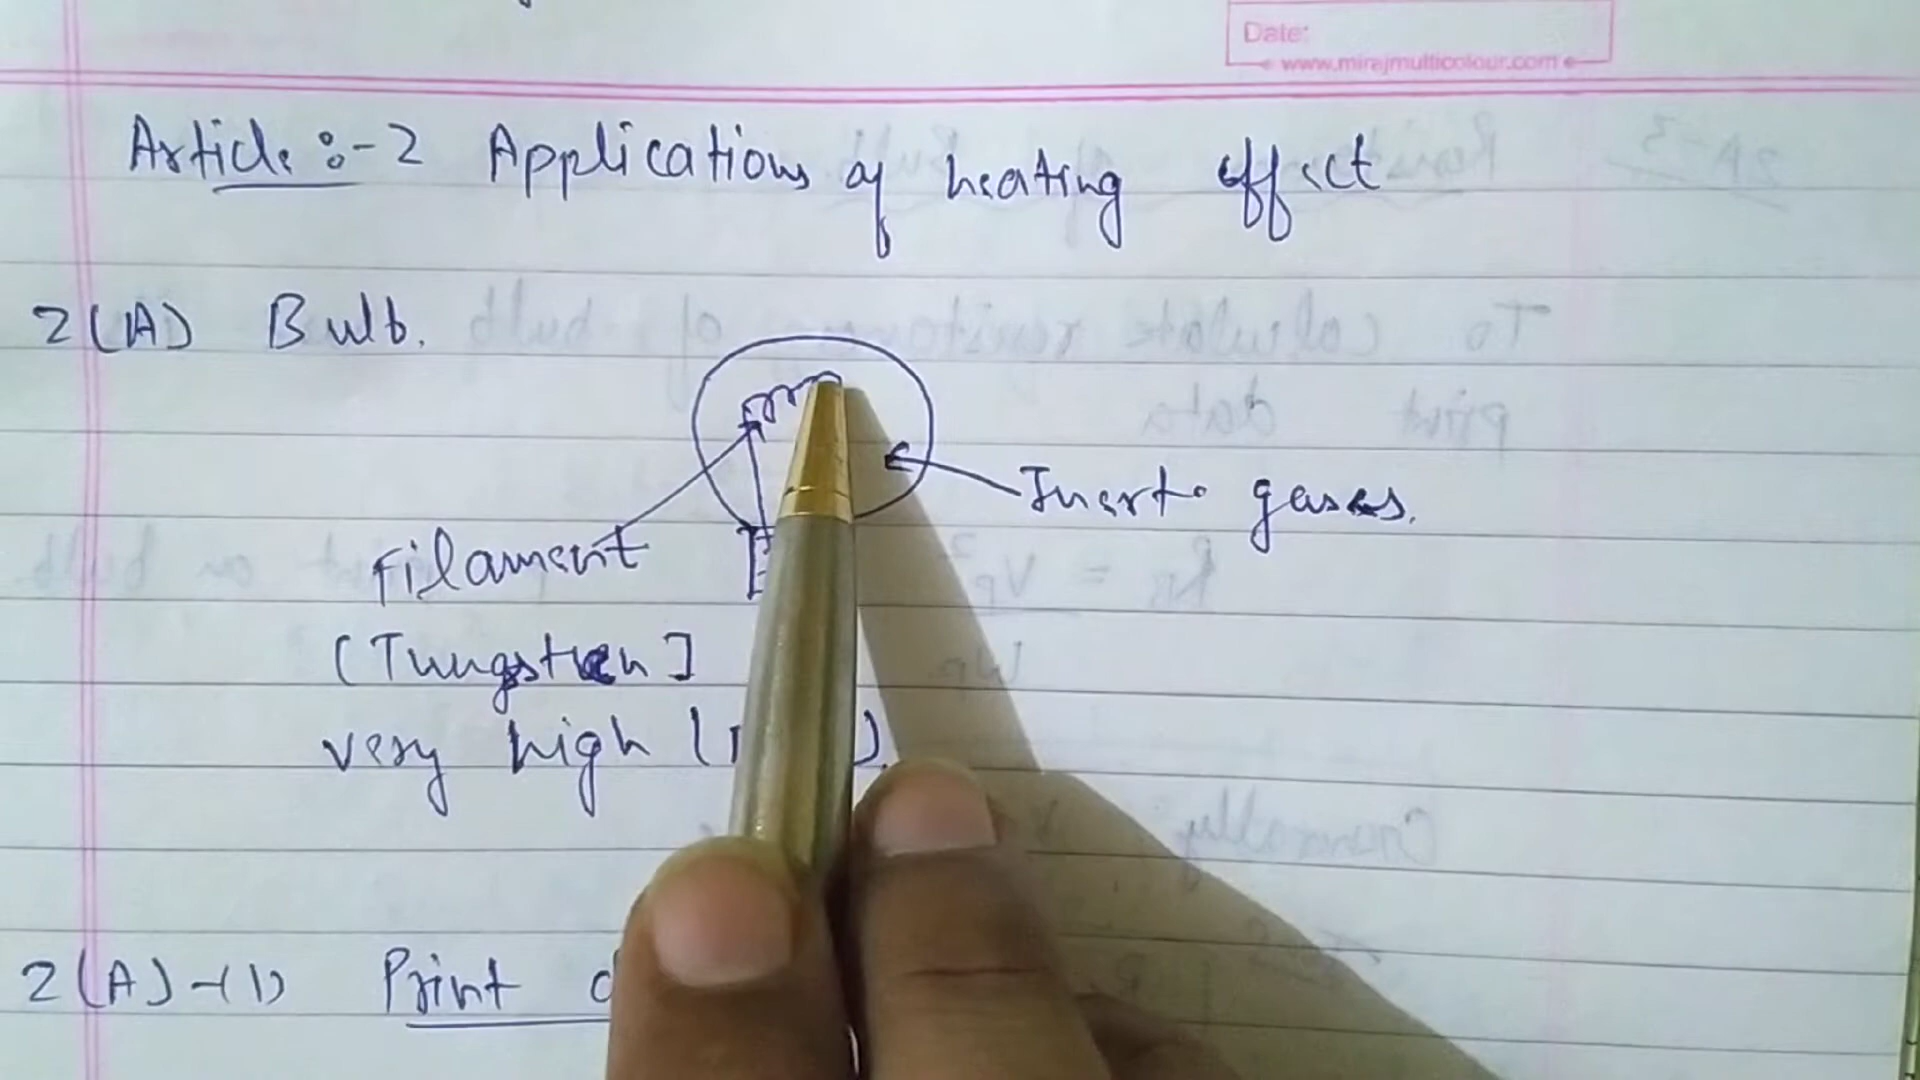 Date:
www.mirajmulticolour.com
Article :- 2 Applications of heating effect
2(A) Bulb.
Inert gases.
Filament
[Tungsten]
very high
2(A)-(1) Print